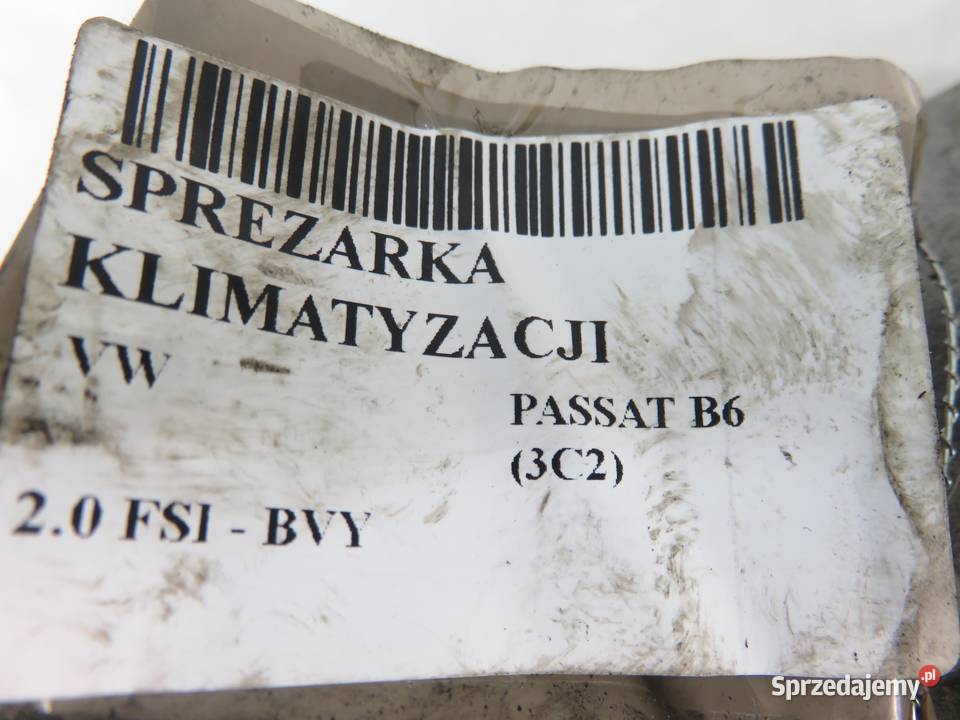 SPREZARKA
KLIMATYZACJI
VW
PASSAT B6
(3C2)
2.0 FSI - BVY
Sprzedajemy.pl